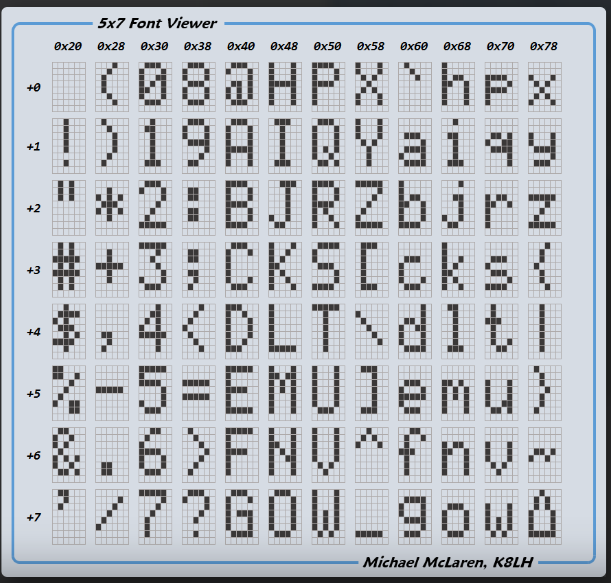 5x7 Font Viewer
0x20 0x28 0x30 0x38 0x40 0x48 0x50 0x58 0x60 0x68 0x70 0x78
+0 ( 0 8 @ H P X ` h p x
+1 ! ) 1 9 A I Q Y a i q y
+2 " * 2 : B J R Z b j r z
+3 # + 3 ; C K S [ c k s {
+4 $ , 4 < D L T \ d l t |
+5 % - 5 = E M U ] e m u }
+6 & . 6 > F N V ^ f n v ~
+7 ' / 7 ? G O W _ g o w ⌂
Michael McLaren, K8LH